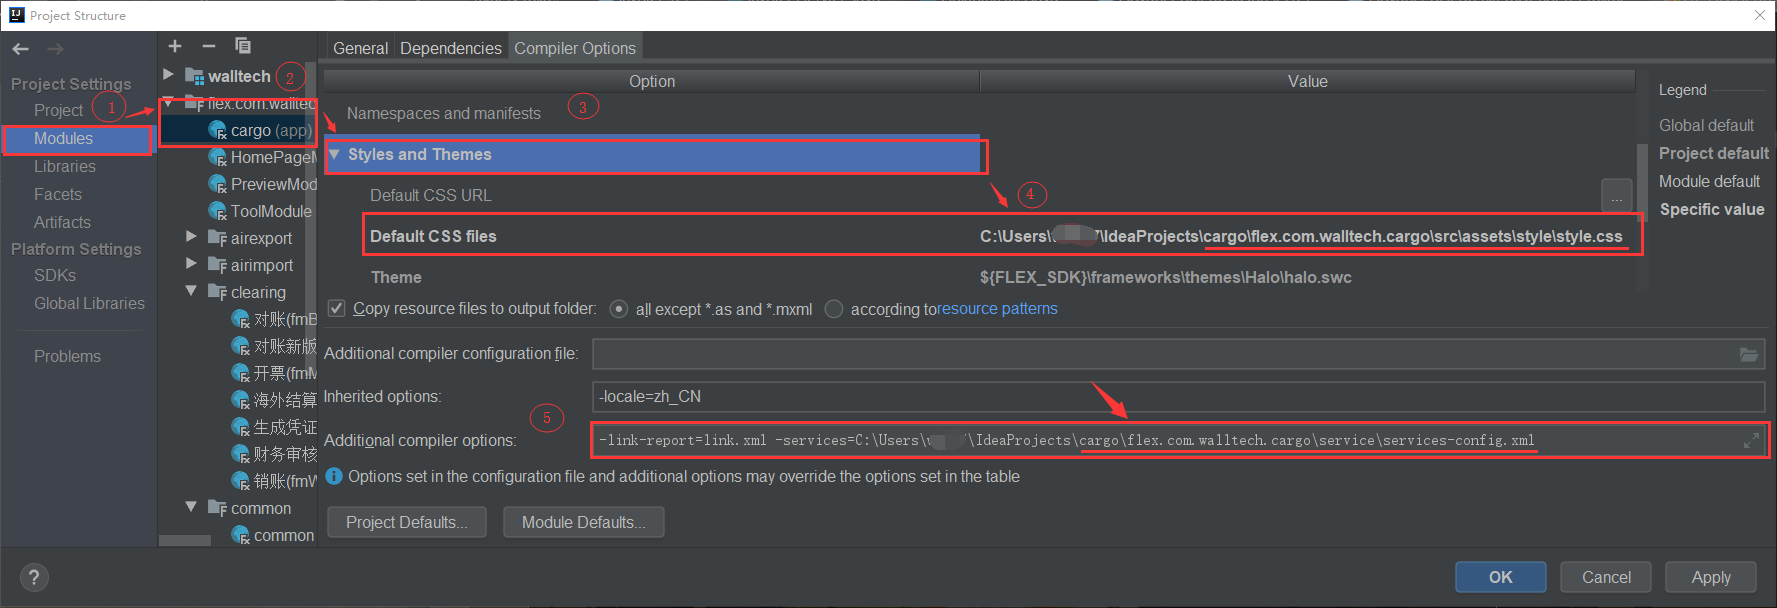 Project Structure
Project Settings
Project
Modules
Libraries
Facets
Artifacts
Platform Settings
SDKs
Global Libraries
Problems
1
walltech
2
flex.com.walltec
cargo (app)
HomePageM
PreviewMod
ToolModule
airexport
airimport
clearing
对账(fmB
对账新版
开票(fmM
海外结算
生成凭证
财务审核
销账(fmW
common
common
General Dependencies Compiler Options
Option Value
Namespaces and manifests
3
Styles and Themes
Default CSS URL
...
4
Default CSS files C:\Users\ \IdeaProjects\cargo\flex.com.walltech.cargo\src\assets\style\style.css
Theme ${FLEX_SDK}\frameworks\themes\Halo\halo.swc
Legend
Global default
Project default
Module default
Specific value
Copy resource files to output folder: all except *.as and *.mxml according to resource patterns
Additional compiler configuration file:
Inherited options: -locale=zh_CN
5
Additional compiler options: -link-report=link.xml -services=C:\Users\ \IdeaProjects\cargo\flex.com.walltech.cargo\service\services-config.xml
Options set in the configuration file and additional options may override the options set in the table
Project Defaults... Module Defaults...
? OK Cancel Apply